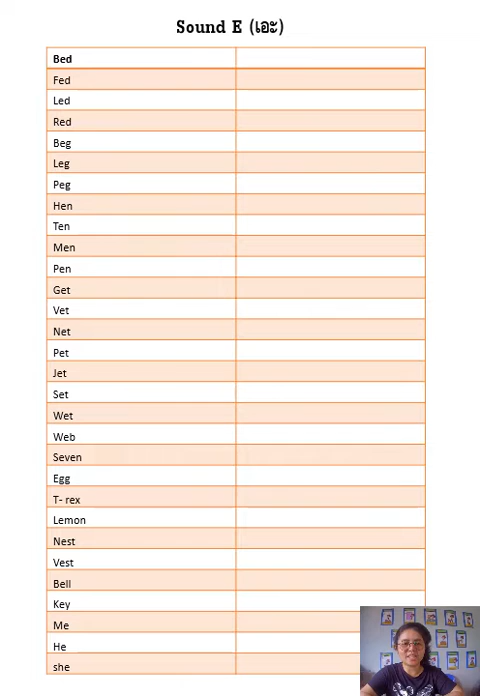 Sound E (เอะ)
Bed
Fed
Led
Red
Beg
Leg
Peg
Hen
Ten
Men
Pen
Get
Vet
Net
Pet
Jet
Set
Wet
Web
Seven
Egg
T- rex
Lemon
Nest
Vest
Bell
Key
Me
He
she